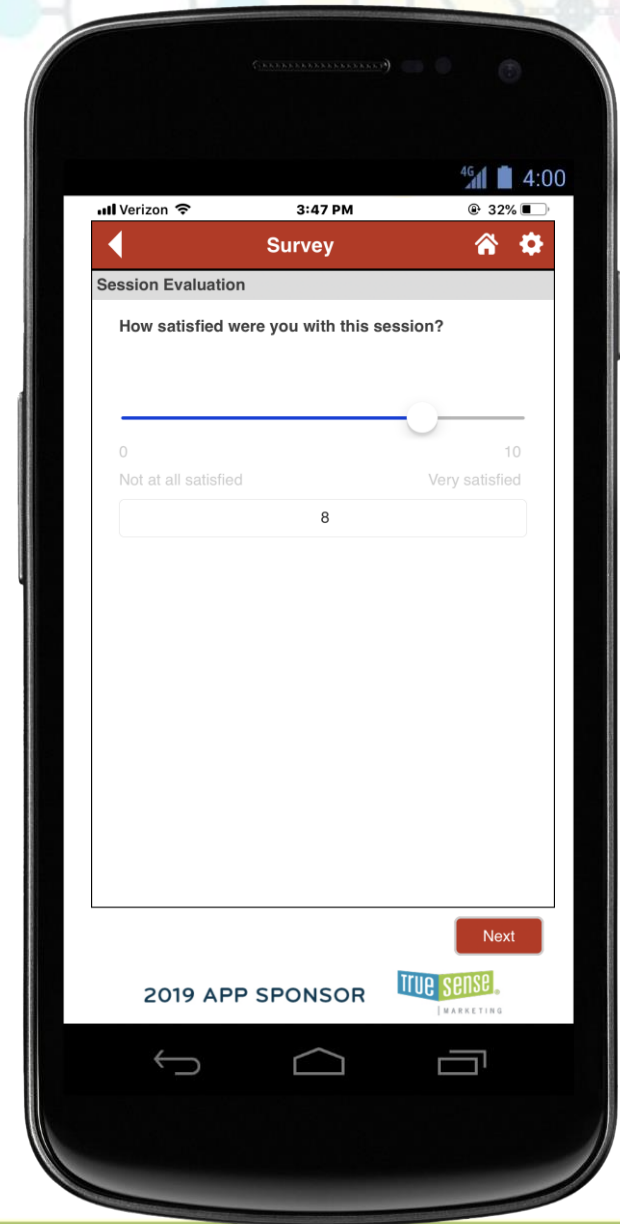 4G 4:00
Verizon 3:47 PM 32%
Survey
Session Evaluation
How satisfied were you with this session?
0 10
Not at all satisfied Very satisfied
8
Next
2019 APP SPONSOR true sense®
MARKETING